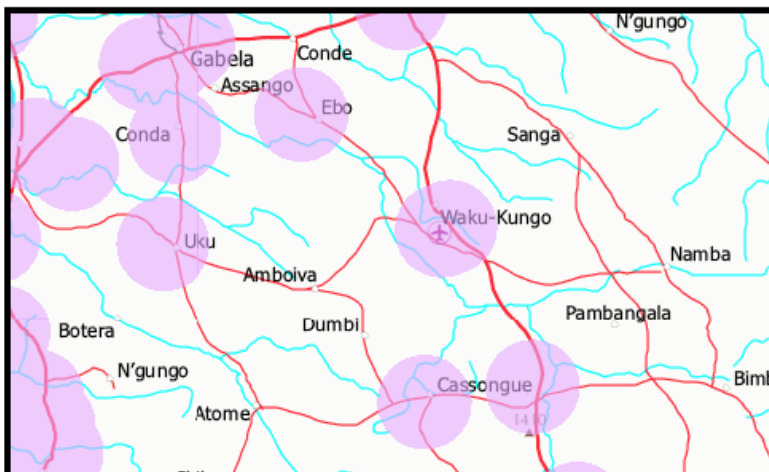 N'gungo
Gabela
Conde
Assango
Ebo
Conda
Sanga
Waku-Kungo
Uku
Namba
Amboiva
Pambangala
Dumbi
Botera
N'gungo
Bimb
Cassongue
Atome
1410